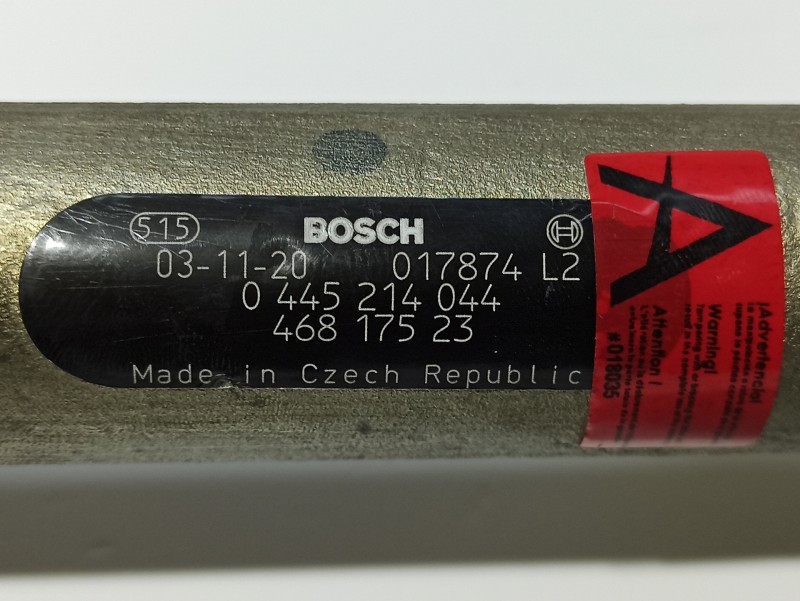 515
BOSCH
03-11-20 017874 L2
0 445 214 044
468 175 23
Made in Czech Republic
A
¡Advertencia!
Warning!
Attention !
#018035